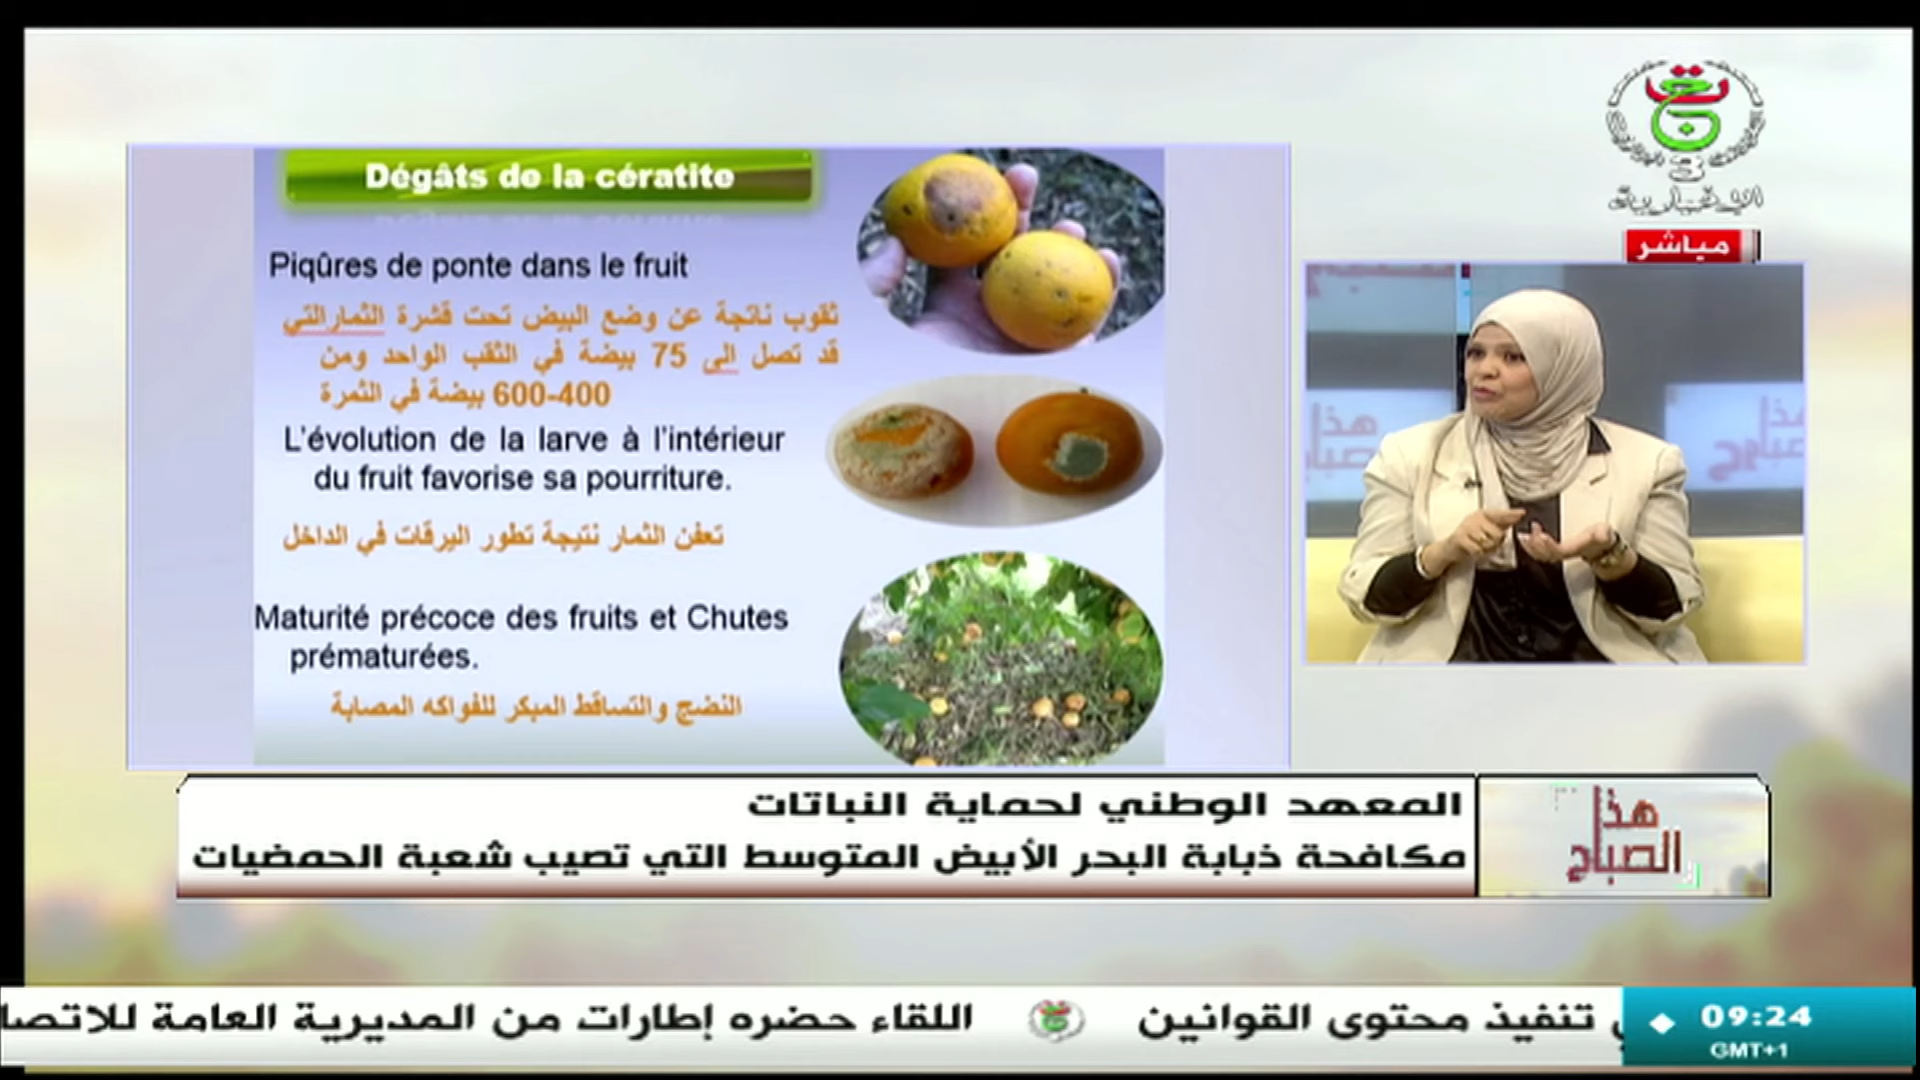 الإخبارية
مباشر
Dégâts de la cératite
Piqûres de ponte dans le fruit
ثقوب ناتجة عن وضع البيض تحت قشرة الثمارالتي
قد تصل الى 75 بيضة في الثقب الواحد ومن
400-600 بيضة في الثمرة
L'évolution de la larve à l'intérieur
du fruit favorise sa pourriture.
تعفن الثمار نتيجة تطور اليرقات في الداخل
Maturité précoce des fruits et Chutes
prématurées.
النضج والتساقط المبكر للفواكه المصابة
هذا
الصباح
المعهد الوطني لحماية النباتات
مكافحة ذبابة البحر الأبيض المتوسط التي تصيب شعبة الحمضيات
تنفيذ محتوى القوانين
اللقاء حضره إطارات من المديرية العامة
09:24
GMT+1